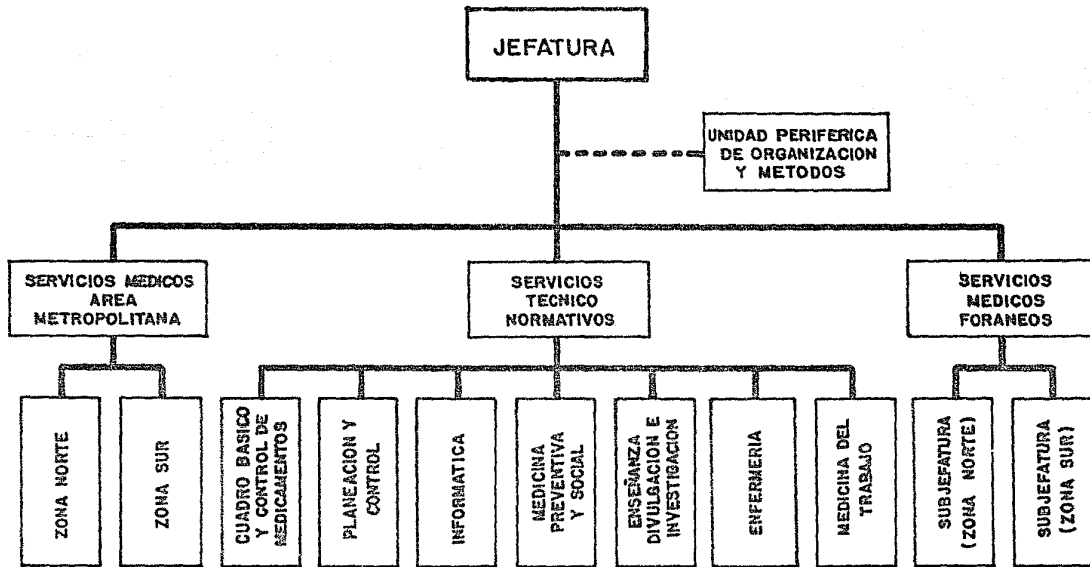 JEFATURA
UNIDAD PERIFERICA
DE ORGANIZACION
Y METODOS
SERVICIOS MEDICOS
AREA
METROPOLITANA
SERVICIOS
TECNICO
NORMATIVOS
SERVICIOS
MEDICOS
FORANEOS
ZONA NORTE
ZONA SUR
CUADRO BASICO
Y CONTROL DE
MEDICAMENTOS
PLANEACION Y
CONTROL
INFORMATICA
MEDICINA
PREVENTIVA
Y SOCIAL
ENSEÑANZA
DIVULGACION E
INVESTIGACION
ENFERMERIA
MEDICINA DEL
TRABAJO
SUBJEFATURA
(ZONA NORTE)
SUBJEFATURA
(ZONA SUR)